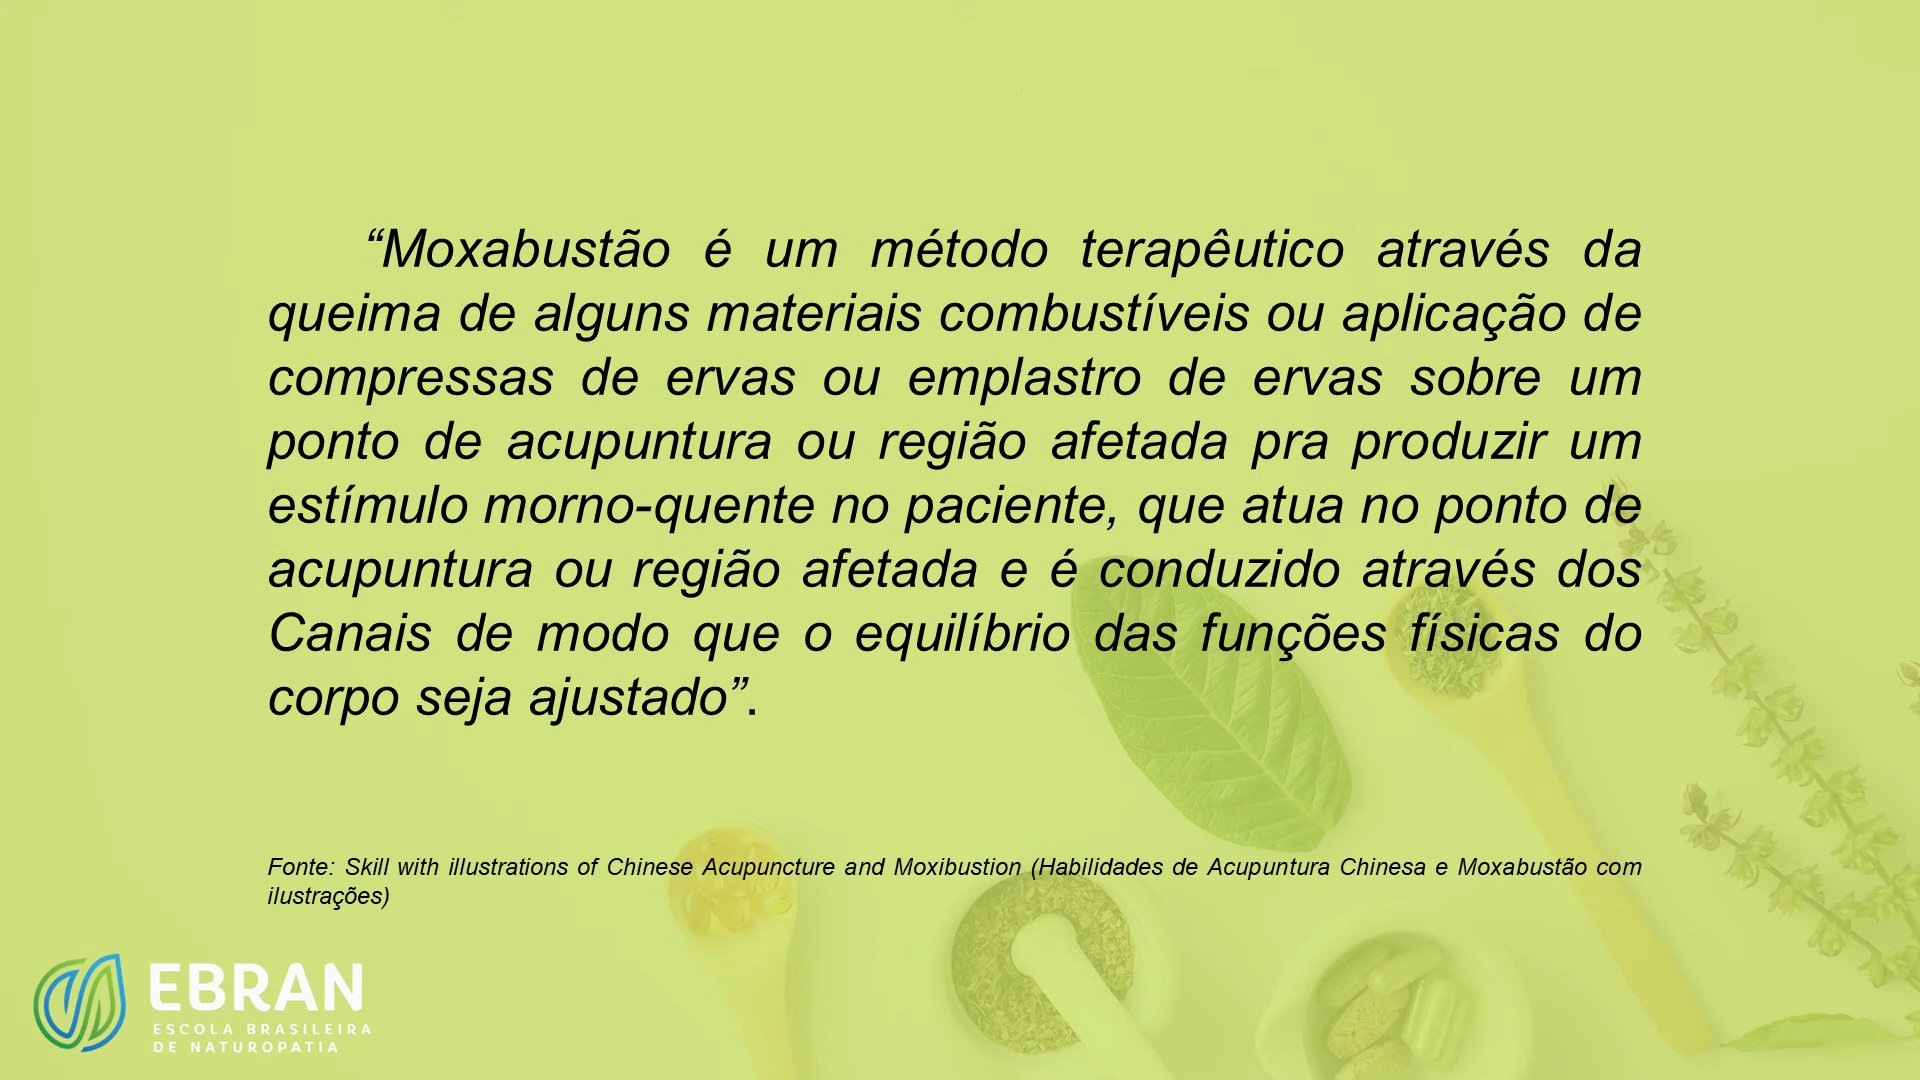 “Moxabustão é um método terapêutico através da
queima de alguns materiais combustíveis ou aplicação de
compressas de ervas ou emplastro de ervas sobre um
ponto de acupuntura ou região afetada pra produzir um
estímulo morno-quente no paciente, que atua no ponto de
acupuntura ou região afetada e é conduzido através dos
Canais de modo que o equilíbrio das funções físicas do
corpo seja ajustado”.
Fonte: Skill with illustrations of Chinese Acupuncture and Moxibustion (Habilidades de Acupuntura Chinesa e Moxabustão com
ilustrações)
EBRAN
ESCOLA BRASILEIRA
DE NATUROPATIA